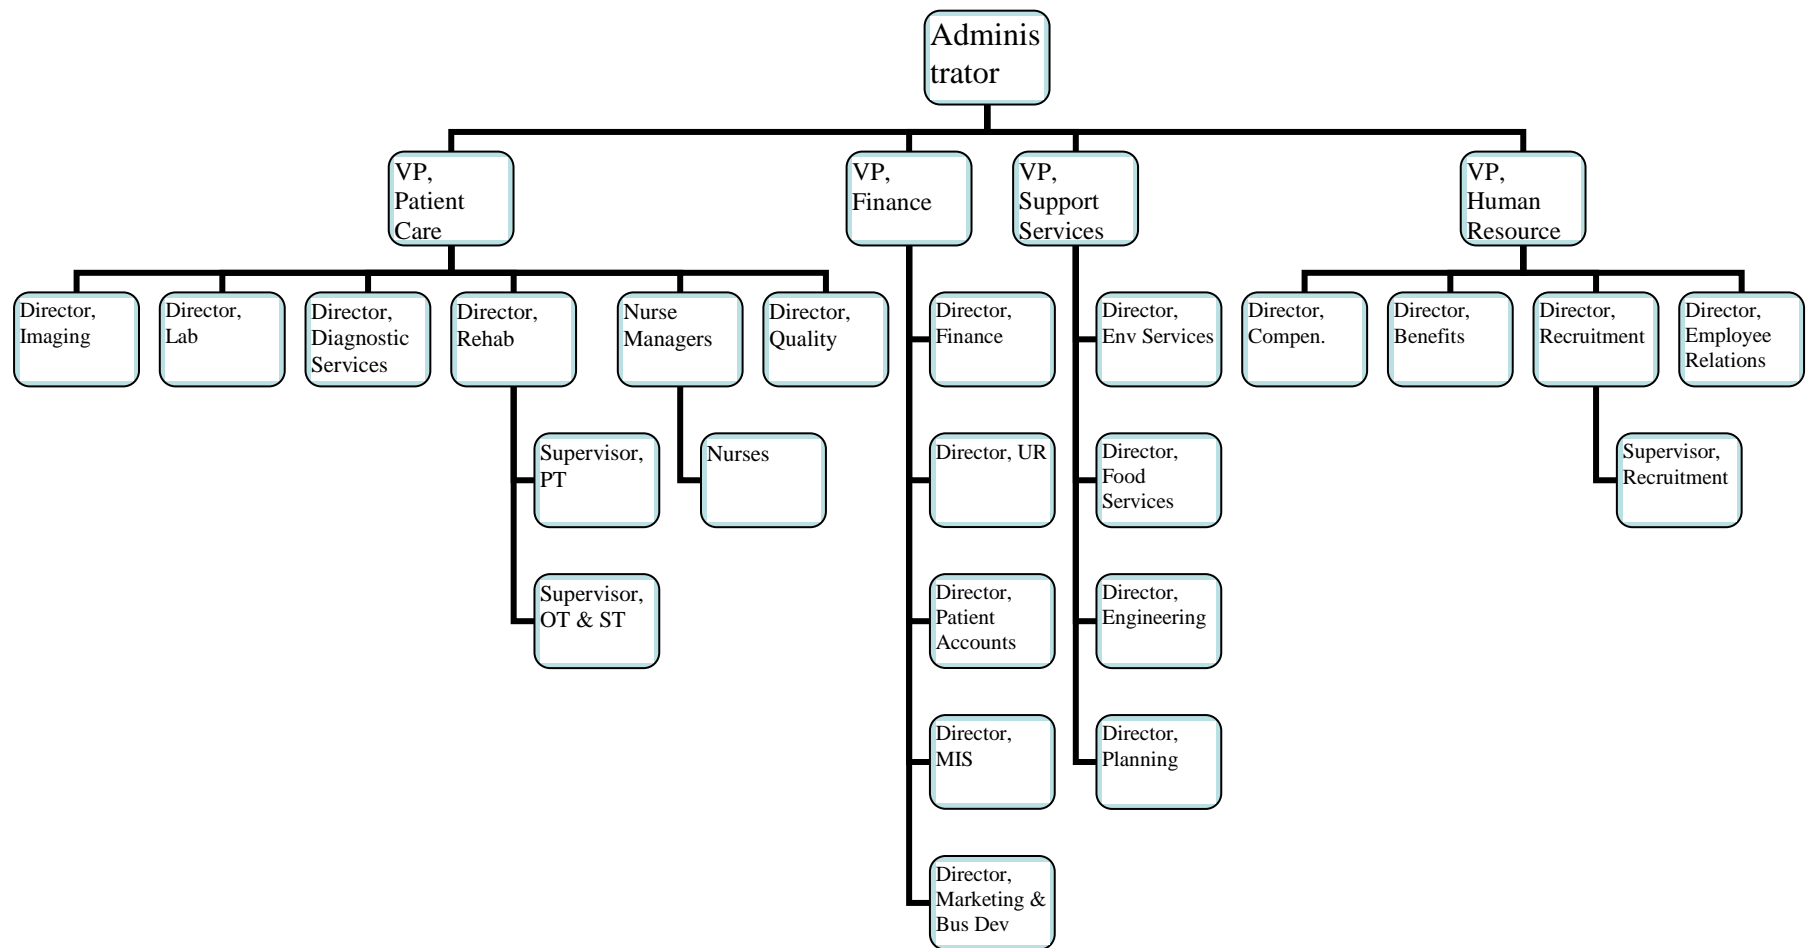 Adminis
trator
VP,
Patient
Care
VP,
Finance
VP,
Support
Services
VP,
Human
Resource
Director,
Imaging
Director,
Lab
Director,
Diagnostic
Services
Director,
Rehab
Nurse
Managers
Director,
Quality
Director,
Finance
Director,
Env Services
Director,
Compen.
Director,
Benefits
Director,
Recruitment
Director,
Employee
Relations
Supervisor,
PT
Nurses
Director, UR
Director,
Food
Services
Supervisor,
Recruitment
Supervisor,
OT & ST
Director,
Patient
Accounts
Director,
Engineering
Director,
MIS
Director,
Planning
Director,
Marketing &
Bus Dev